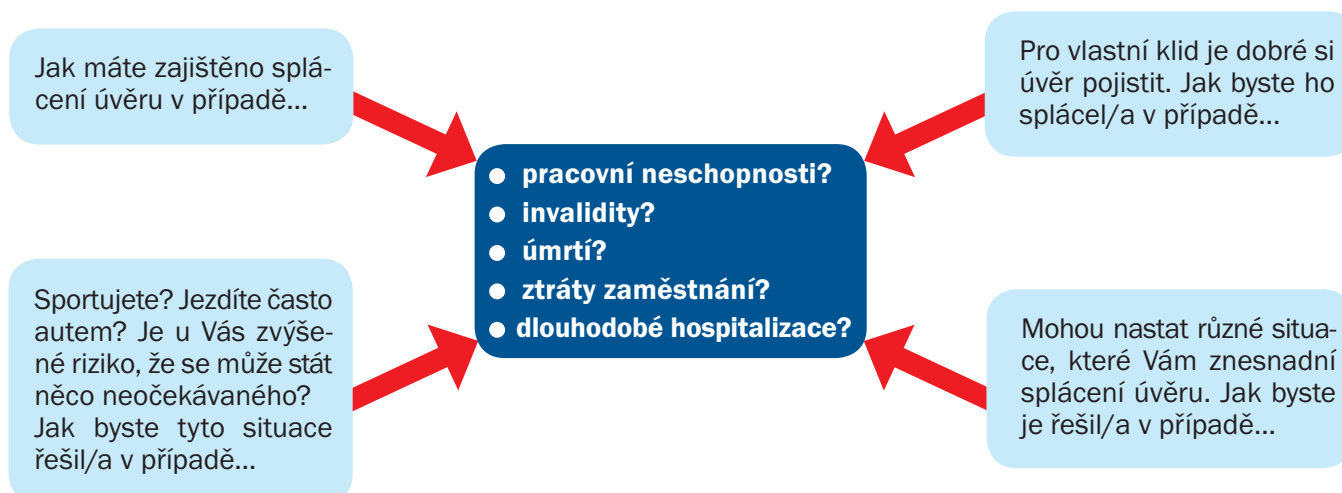 Jak máte zajištěno splá-
cení úvěru v případě...
Pro vlastní klid je dobré si
úvěr pojistit. Jak byste ho
splácel/a v případě...
● pracovní neschopnosti?
● invalidity?
● úmrtí?
● ztráty zaměstnání?
● dlouhodobé hospitalizace?
Sportujete? Jezdíte často
autem? Je u Vás zvýše-
né riziko, že se může stát
něco neočekávaného?
Jak byste tyto situace
řešil/a v případě...
Mohou nastat různé situa-
ce, které Vám znesnadní
splácení úvěru. Jak byste
je řešil/a v případě...